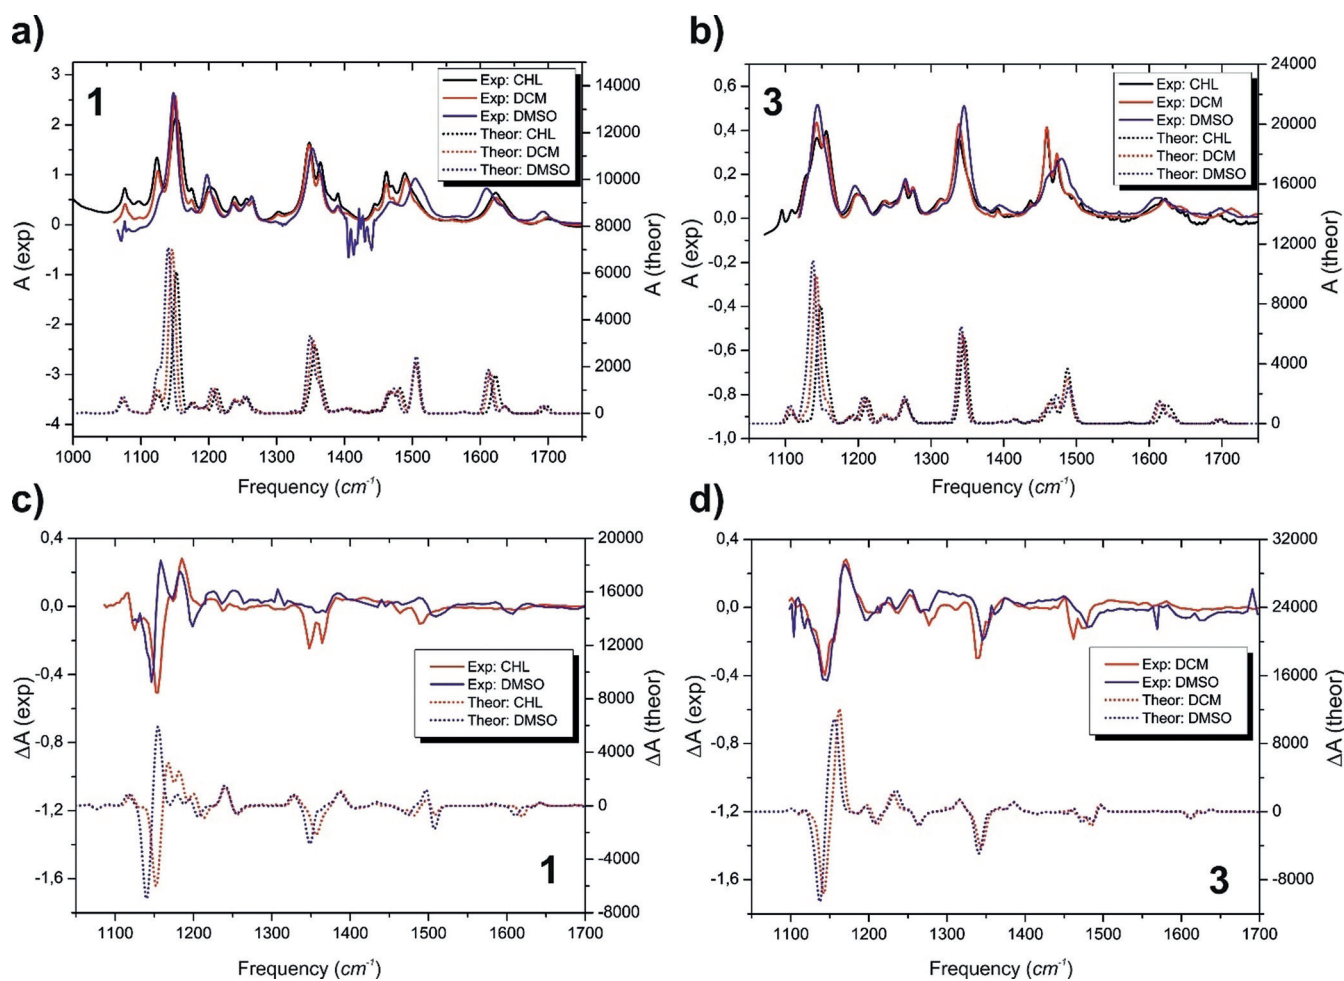 a)
1
Exp: CHL
Exp: DCM
Exp: DMSO
Theor: CHL
Theor: DCM
Theor: DMSO
3
2
1
0
-1
-2
-3
-4
14000
12000
10000
8000
6000
4000
2000
0
A (exp)
A (theor)
1000 1100 1200 1300 1400 1500 1600 1700
Frequency (cm-1)
b)
3
Exp: CHL
Exp: DCM
Exp: DMSO
Theor: CHL
Theor: DCM
Theor: DMSO
0,6
0,4
0,2
0,0
-0,2
-0,4
-0,6
-0,8
-1,0
24000
20000
16000
12000
8000
4000
0
A (exp)
A (theor)
1100 1200 1300 1400 1500 1600 1700
Frequency (cm-1)
c)
0,4
0,0
-0,4
-0,8
-1,2
-1,6
20000
16000
12000
8000
4000
0
-4000
-8000
Exp: CHL
Exp: DMSO
Theor: CHL
Theor: DMSO
1
ΔA (exp)
ΔA (theor)
1100 1200 1300 1400 1500 1600 1700
Frequency (cm-1)
d)
0,4
0,0
-0,4
-0,8
-1,2
-1,6
32000
24000
16000
8000
0
-8000
Exp: DCM
Exp: DMSO
Theor: DCM
Theor: DMSO
3
ΔA (exp)
ΔA (theor)
1100 1200 1300 1400 1500 1600 1700
Frequency (cm-1)